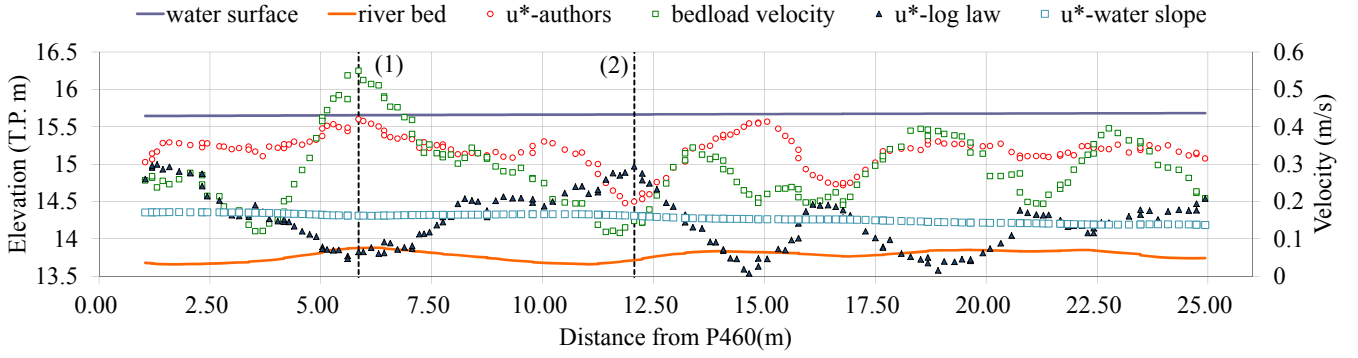 water surface river bed u*-authors bedload velocity u*-log law u*-water slope
16.5 0.6
(1) (2)
16 0.5
15.5 0.4
15 0.3
14.5 0.2
14 0.1
13.5 0
Elevation (T.P. m)
Velocity (m/s)
0.00 2.50 5.00 7.50 10.00 12.50 15.00 17.50 20.00 22.50 25.00
Distance from P460(m)